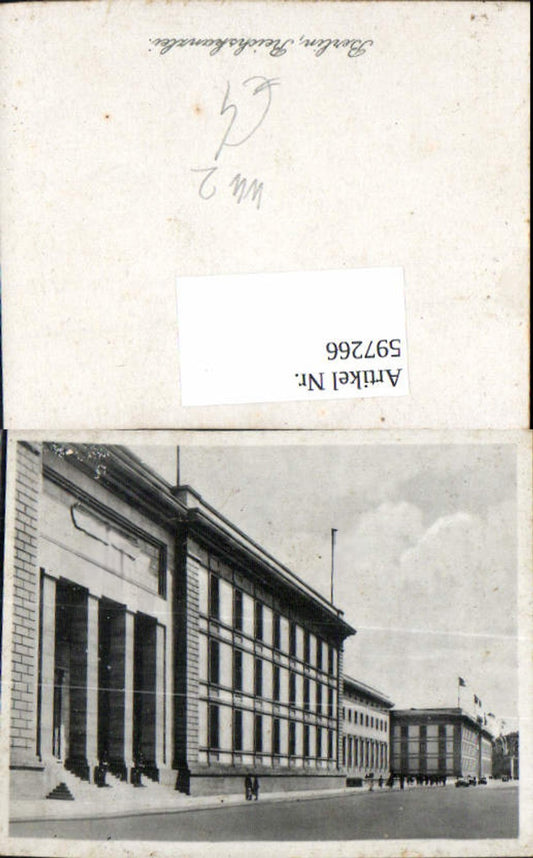 Berlin, Reichskanzlei.
Artikel Nr.
597266